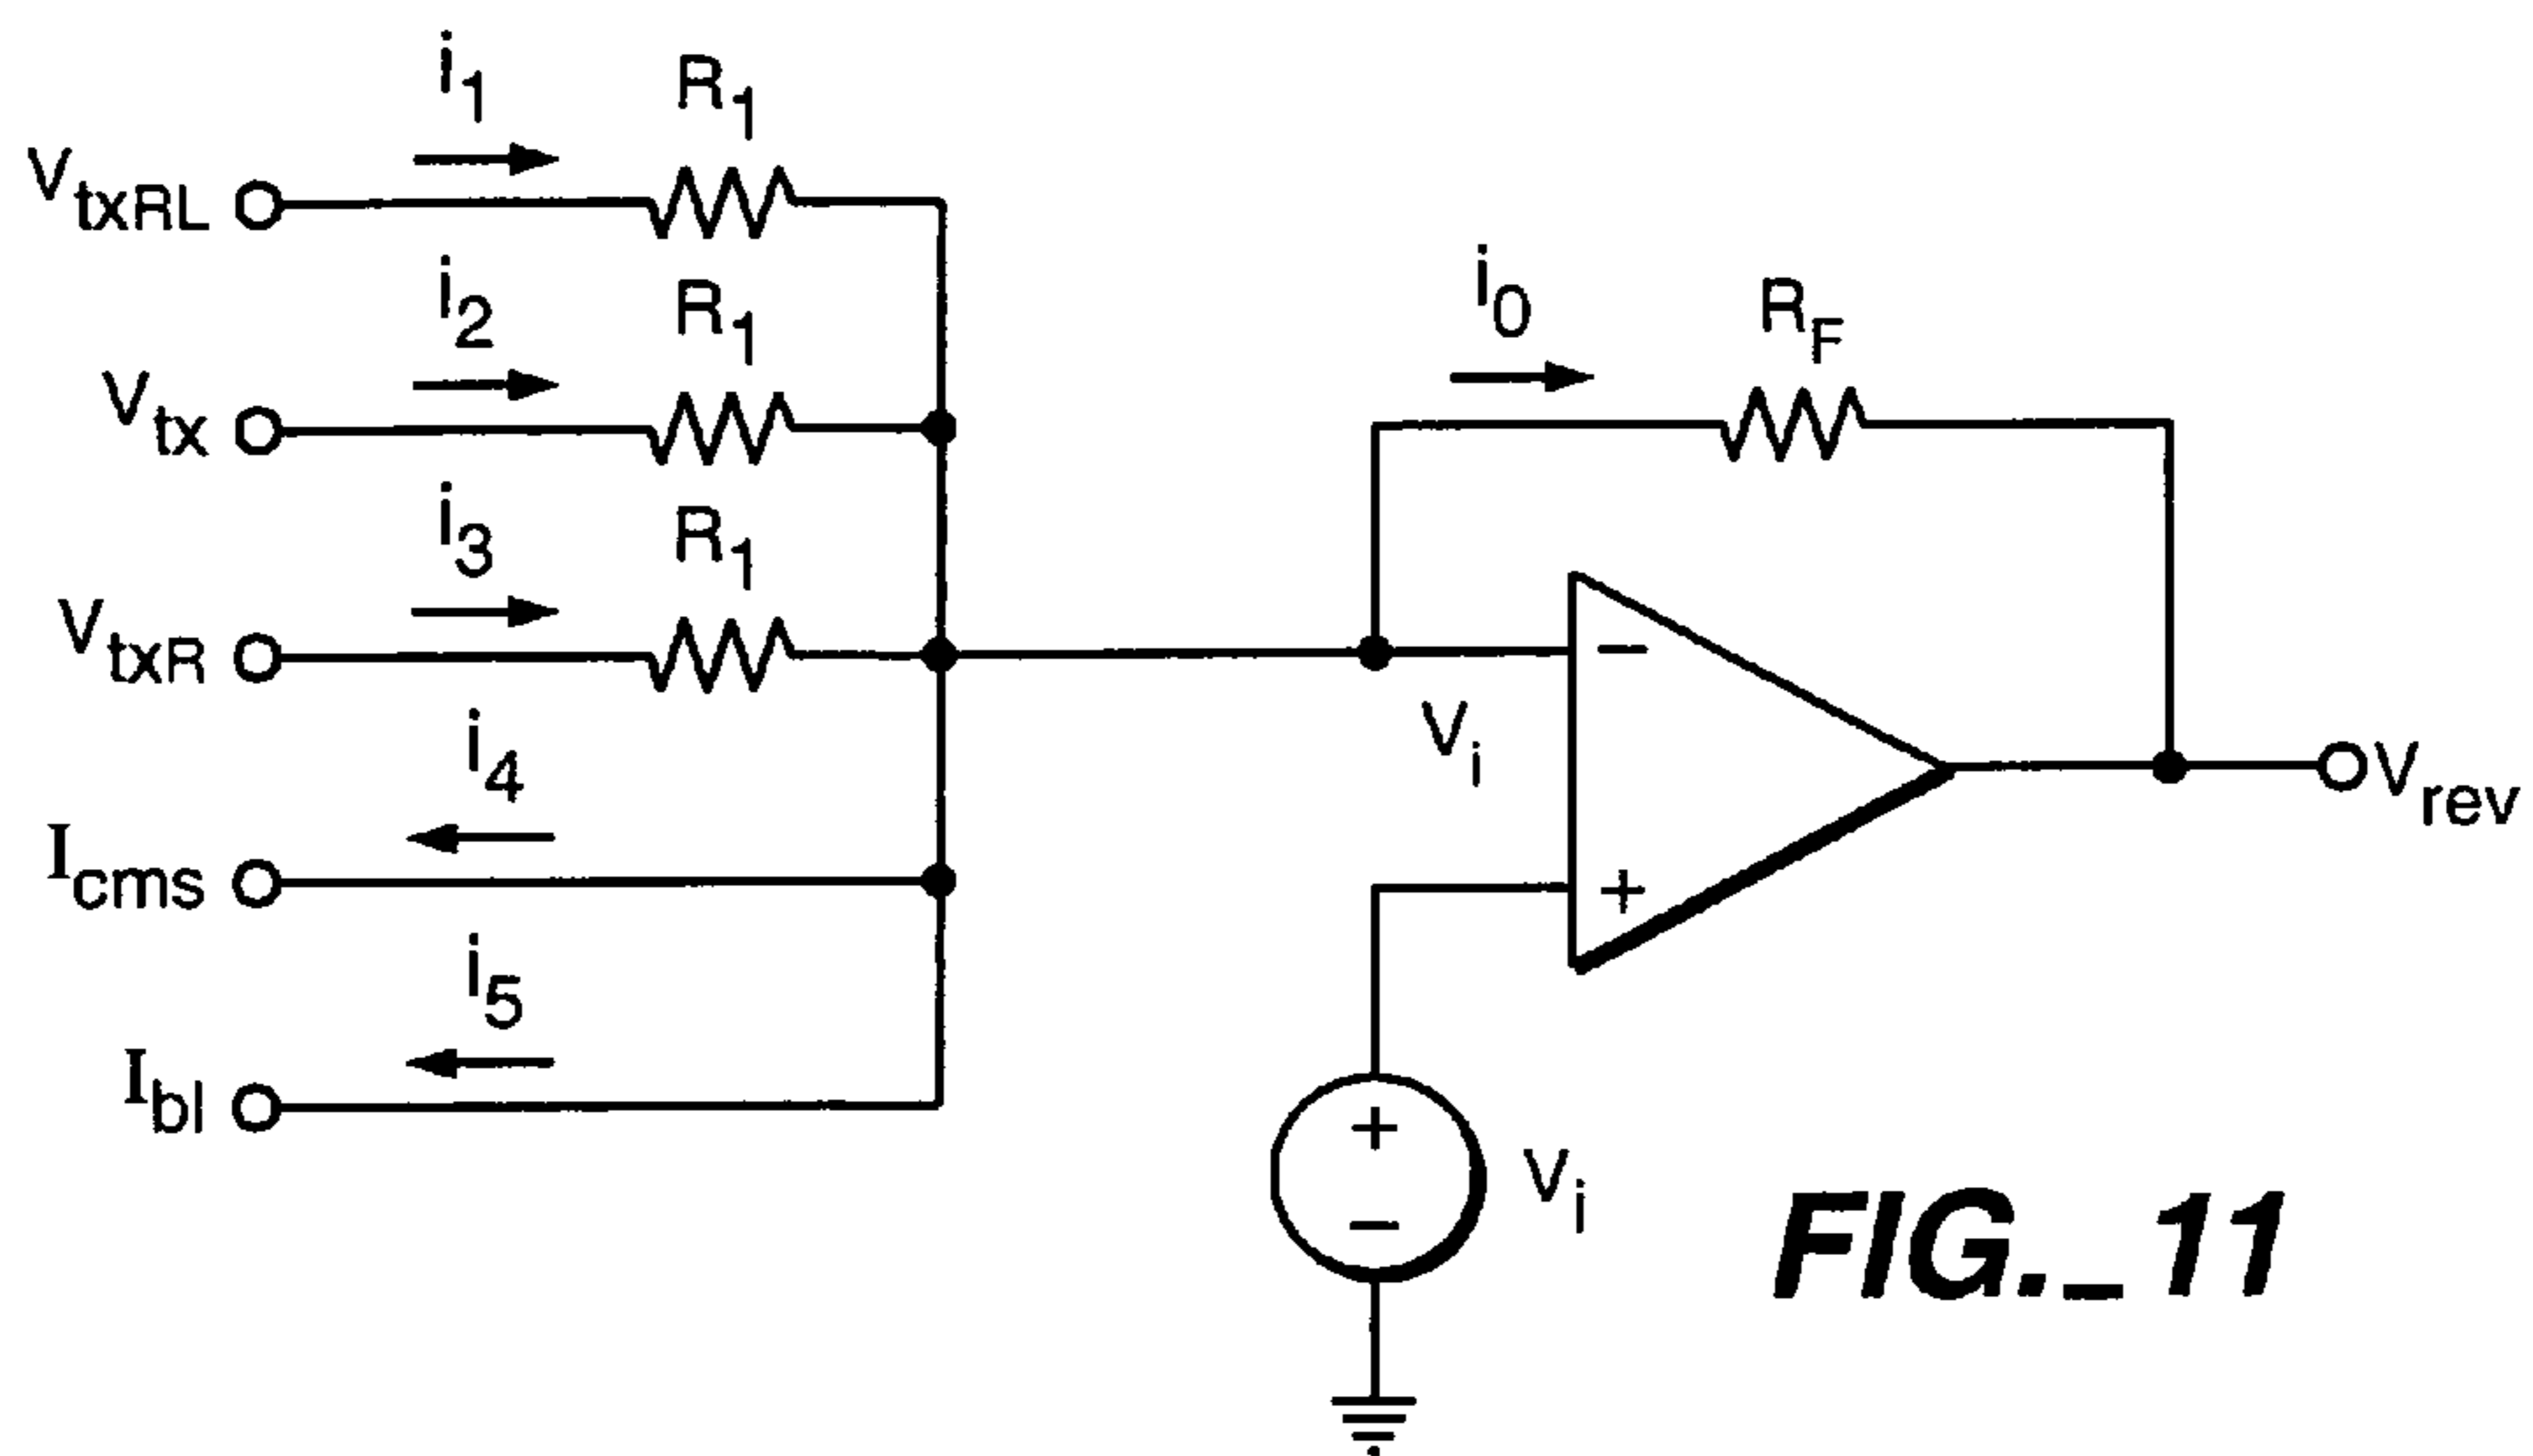 i1 R1
VtxRL
i2 R1
Vtx
i3 R1
VtxR
i4
Icms
i5
Ibl
i0 RF
−
Vi
+
Vrev
+
−
Vi
FIG._11